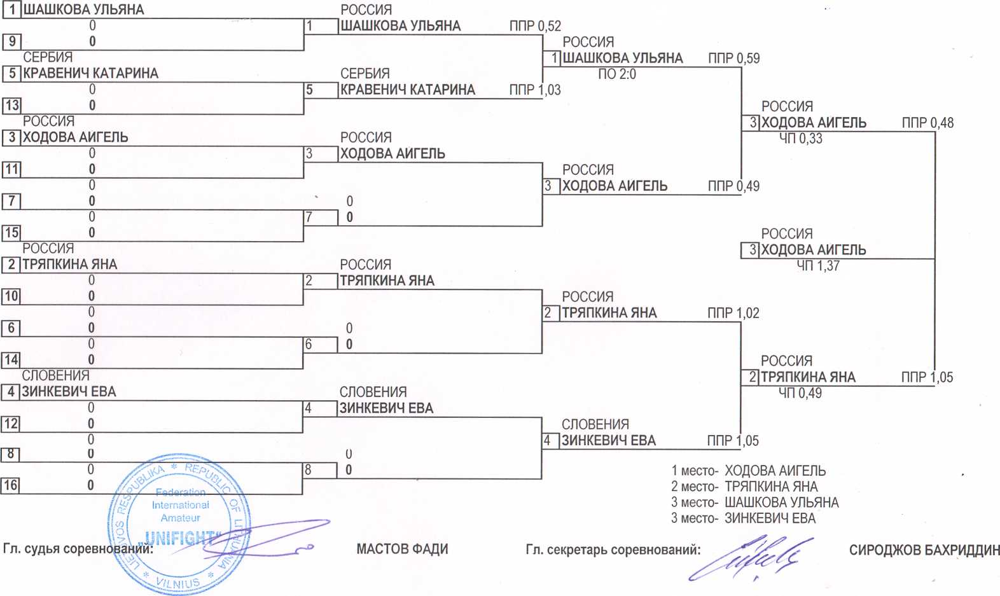 1 ШАШКОВА УЛЬЯНА
0
9 0
СЕРБИЯ
5 КРАВЕНИЧ КАТАРИНА
0
13 0
РОССИЯ
3 ХОДОВА АИГЕЛЬ
0
11 0
0
7 0
0
15 0
РОССИЯ
2 ТРЯПКИНА ЯНА
0
10 0
0
6 0
0
14 0
СЛОВЕНИЯ
4 ЗИНКЕВИЧ ЕВА
0
12 0
0
8 0
0
16 0
РОССИЯ
1 ШАШКОВА УЛЬЯНА ППР 0,52
СЕРБИЯ
5 КРАВЕНИЧ КАТАРИНА ППР 1,03
РОССИЯ
3 ХОДОВА АИГЕЛЬ
0
7 0
РОССИЯ
2 ТРЯПКИНА ЯНА
0
6 0
СЛОВЕНИЯ
4 ЗИНКЕВИЧ ЕВА
0
8 0
РОССИЯ
1 ШАШКОВА УЛЬЯНА ППР 0,59
ПО 2:0
РОССИЯ
3 ХОДОВА АИГЕЛЬ ППР 0,49
РОССИЯ
2 ТРЯПКИНА ЯНА ППР 1,02
СЛОВЕНИЯ
4 ЗИНКЕВИЧ ЕВА ППР 1,05
РОССИЯ
3 ХОДОВА АИГЕЛЬ ППР 0,48
ЧП 0,33
РОССИЯ
3 ХОДОВА АИГЕЛЬ
ЧП 1,37
РОССИЯ
2 ТРЯПКИНА ЯНА ППР 1,05
ЧП 0,49
1 место- ХОДОВА АИГЕЛЬ
2 место- ТРЯПКИНА ЯНА
3 место- ШАШКОВА УЛЬЯНА
3 место- ЗИНКЕВИЧ ЕВА
LIETUVOS RESPUBLIKA * REPUBLIC OF LITHUANIA
* VILNIUS *
Federation
International
Amateur
„UNIFIGHT“
Гл. судья соревнований: МАСТОВ ФАДИ Гл. секретарь соревнований: СИРОДЖОВ БАХРИДДИН